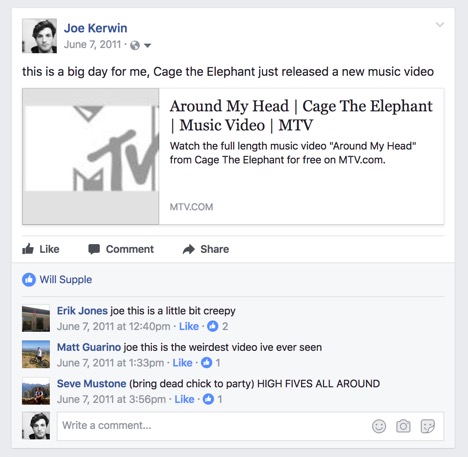 Joe Kerwin
June 7, 2011 ·
this is a big day for me, Cage the Elephant just released a new music video
MTV
Around My Head | Cage The Elephant
| Music Video | MTV
Watch the full length music video "Around My Head"
from Cage The Elephant for free on MTV.com.
MTV.COM
Like Comment Share
Will Supple
Erik Jones joe this is a little bit creepy
June 7, 2011 at 12:40pm · Like · 2
Matt Guarino joe this is the weirdest video ive ever seen
June 7, 2011 at 1:33pm · Like · 1
Seve Mustone (bring dead chick to party) HIGH FIVES ALL AROUND
June 7, 2011 at 3:56pm · Like · 1
Write a comment...